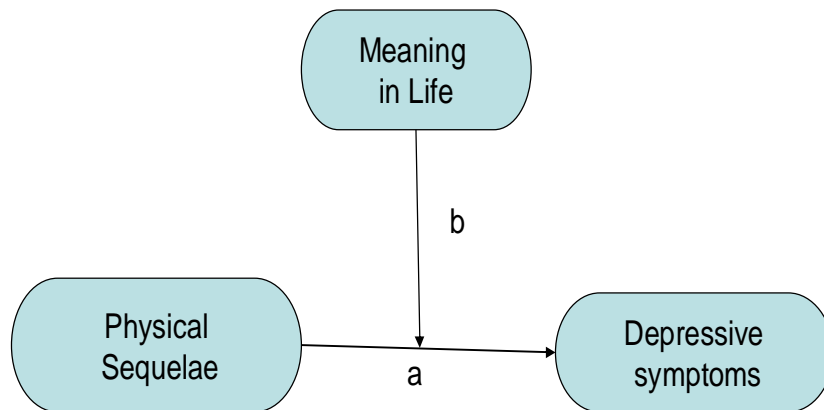 Meaning
in Life
b
Physical
Sequelae
a
Depressive
symptoms